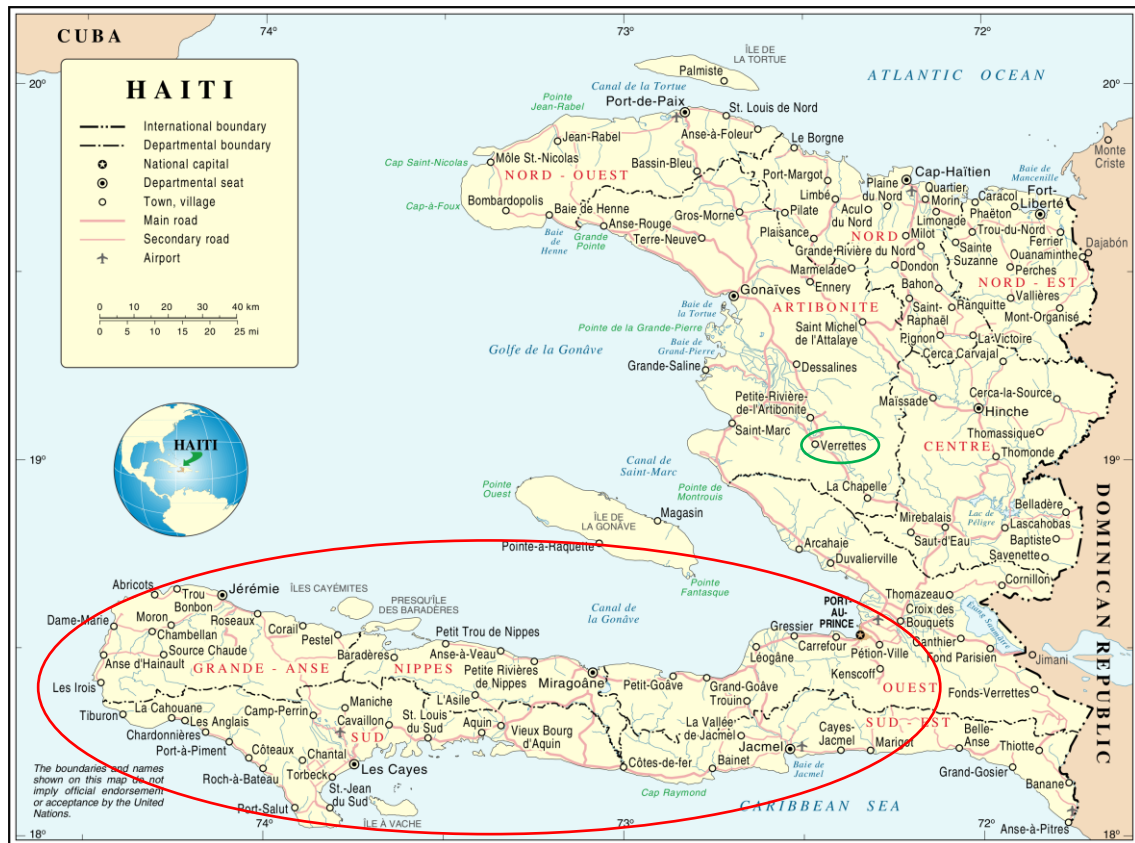 CUBA
74°
73°
72°
20°
HAITI
International boundary
Departmental boundary
National capital
Departmental seat
Town, village
Main road
Secondary road
Airport
0 10 20 30 40 km
0 5 10 15 20 25 mi
ÎLE DE
LA TORTUE
Palmiste
ATLANTIC OCEAN
Canal de la Tortue
Pointe
Jean-Rabel
Port-de-Paix
St. Louis de Nord
Jean-Rabel
Anse-à-Foleur
Le Borgne
Monte
Criste
Cap Saint-Nicolas
Môle St.-Nicolas
Bassin-Bleu
NORD - OUEST
Port-Margot
Cap-Haïtien
Baie de
Mancenille
Plaine
du Nord
Quartier
Morin
Caracol
Fort-
Liberté
Limbé
Limonade
Phaëton
Cap-à-Foux
Bombardopolis
Baie de Henne
Gros-Morne
Pilate
Acul
du Nord
Trou-du-Nord
Anse-Rouge
Baie
de
Henne
Grande
Pointe
Terre-Neuve
Plaisance
NORD
Milot
Ferrier
Dajabón
Grande-Rivière du Nord
Sainte
Suzanne
Ouanaminthe
Marmelade
Dondon
Perches
NORD - EST
Gonaïves
Ennery
Bahon
ARTIBONITE
Saint-
Raphaël
Ranquitte
Vallières
Mont-Organisé
Baie de
la Tortue
Pointe de la Grande-Pierre
Saint Michel
de l'Attalaye
Pignon
La-Victoire
Baie de
Grand-Pierre
Golfe de la Gonâve
Cerca Carvajal
Grande-Saline
Dessalines
Petite-Rivière-
de-l'Artibonite
Maïssade
Cerca-la-Source
Hinche
Saint-Marc
Thomassique
HAITI
Verrettes
CENTRE
Thomonde
19°
19°
Canal de
Saint-Marc
Pointe
Ouest
Pointe de
Montrouis
La Chapelle
Belladère
ÎLE DE
LA GONÂVE
Magasin
Mirebalais
Lac de
Péligre
Lascahobas
Pointe-à-Raquette
Saut-d'Eau
Baptiste
Arcahaie
Savenette
Duvalierville
Pointe
Fantasque
Cornillon
DOMINICAN REPUBLIC
Abricots
Jérémie
ÎLES CAYÉMITES
Trou
Bonbon
PRESQU'ÎLE
DES BARADÈRES
Canal de
la Gonâve
Thomazeau
PORT-
AU-
PRINCE
Croix des
Bouquets
Etang Saumâtre
Dame-Marie
Moron
Roseaux
Corail
Pestel
Petit Trou de Nippes
Gressier
Chambellan
Anse-à-Veau
Carrefour
Ganthier
Source Chaude
Baradères
Léogâne
Pétion-Ville
Fond Parisien
Jimani
Anse d'Hainault
GRANDE - ANSE
NIPPES
Petite Rivières
de Nippes
Miragoâne
Kenscoff
Les Irois
Petit-Goâve
Grand-Goâve
OUEST
Fonds-Verrettes
Trouin
L'Asile
Tiburon
La Cahouane
Camp-Perrin
Maniche
Les Anglais
Cavaillon
St. Louis
du Sud
Aquin
Vieux Bourg
d'Aquin
La Vallée
de Jacmel
Cayes-
Jacmel
SUD - EST
Belle-
Anse
Chardonnières
SUD
Jacmel
Marigot
Thiotte
Port-à-Piment
Côteaux
Chantal
Les Cayes
Côtes-de-fer
Bainet
Baie de
Jacmel
Grand-Gosier
Roch-à-Bateau
Torbeck
Banane
Cap Raymond
Port-Salut
St.-Jean
du Sud
ÎLE À VACHE
CARIBBEAN SEA
Anse-à-Pitres
The boundaries and names
shown on this map do not
imply official endorsement
or acceptance by the United
Nations.
18°
74°
73°
72°
18°